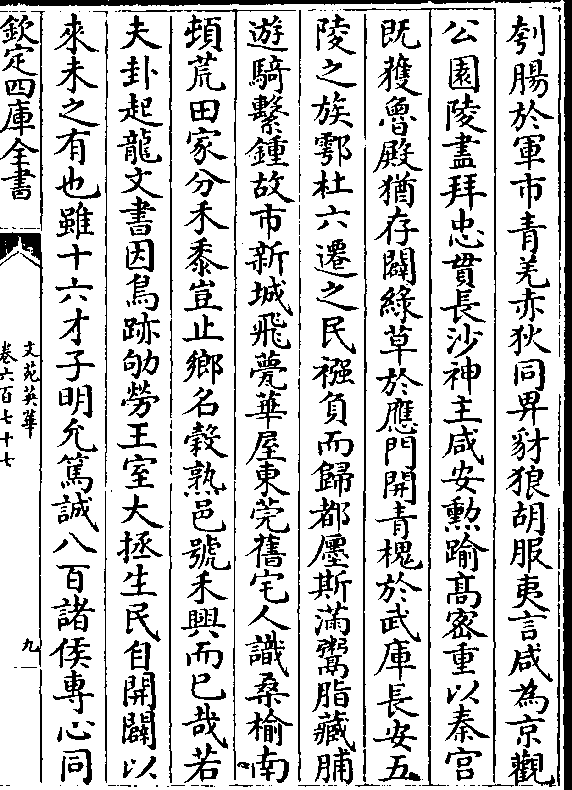 刳腸於軍市青羌赤狄同畀豺狼胡服夷言咸為京觀
公園陵盡拜忠貫長沙神主咸安勲踰髙宻重以秦宫
既獲魯殿猶存闢綠草於應門開青槐於武庫長安五
陵之族鄠杜六遷之民襁負而歸都廛斯滿鬻脂藏脯
遊騎繫鍾故市新城飛甍華屋東莞舊宅人識桑榆南
頓荒田家分禾黍豈止鄉名榖熟邑號禾興而已哉若
夫卦起龍文書因鳥跡劬勞王室大拯生民自開闢以
來未之有也雖十六才子明允篤誠八百諸侯專心同
欽定四庫全書
文苑英華
卷六百七十七
九